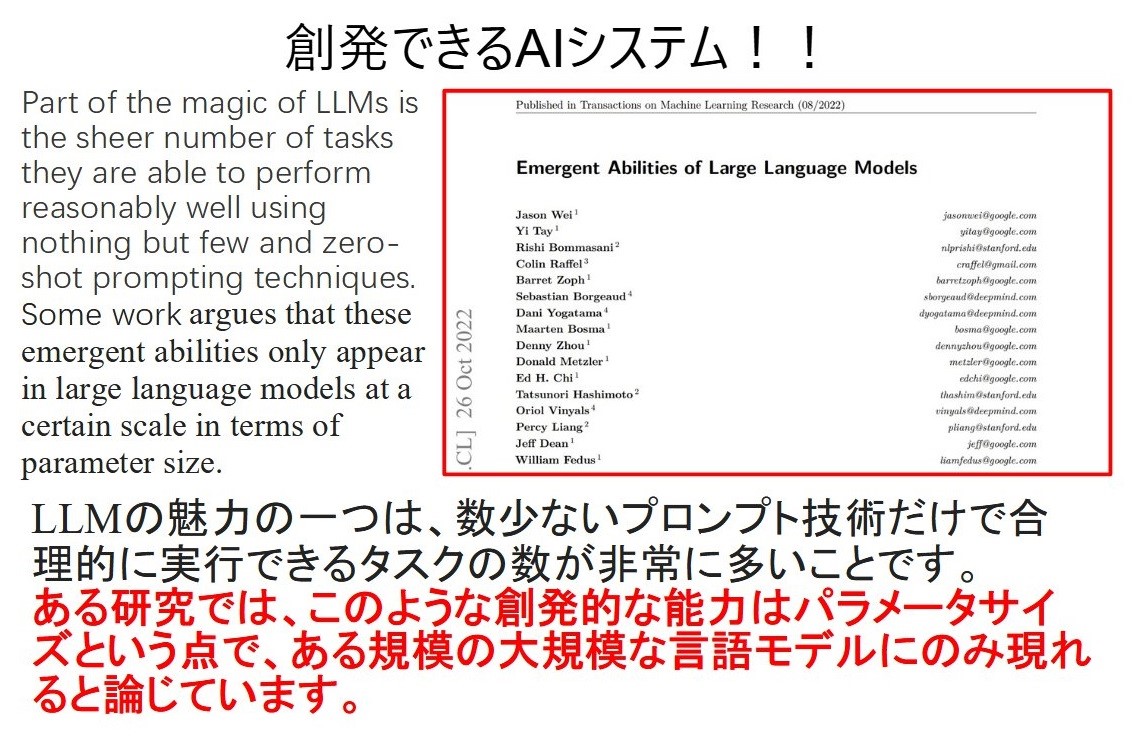 創発できるAIシステム！！
Part of the magic of LLMs is
the sheer number of tasks
they are able to perform
reasonably well using
nothing but few and zero-
shot prompting techniques.
Some work argues that these
emergent abilities only appear
in large language models at a
certain scale in terms of
parameter size.
Published in Transactions on Machine Learning Research (08/2022)
Emergent Abilities of Large Language Models
Jason Wei 1 jasonwei@google.com
Yi Tay 1 yitay@google.com
Rishi Bommasani 2 nlprishi@stanford.edu
Colin Raffel 3 craffel@gmail.com
Barret Zoph 1 barretzoph@google.com
Sebastian Borgeaud 4 sborgeaud@deepmind.com
Dani Yogatama 4 dyogatama@deepmind.com
Maarten Bosma 1 bosma@google.com
Denny Zhou 1 dennyzhou@google.com
Donald Metzler 1 metzler@google.com
Ed H. Chi 1 edchi@google.com
Tatsunori Hashimoto 2 thashim@stanford.edu
Oriol Vinyals 4 vinyals@deepmind.com
Percy Liang 2 pliang@stanford.edu
Jeff Dean 1 jeff@google.com
William Fedus 1 liamfedus@google.com
.CL] 26 Oct 2022
LLMの魅力の一つは、数少ないプロンプト技術だけで合
理的に実行できるタスクの数が非常に多いことです。
ある研究では、このような創発的な能力はパラメータサイ
ズという点で、ある規模の大規模な言語モデルにのみ現れ
ると論じています。